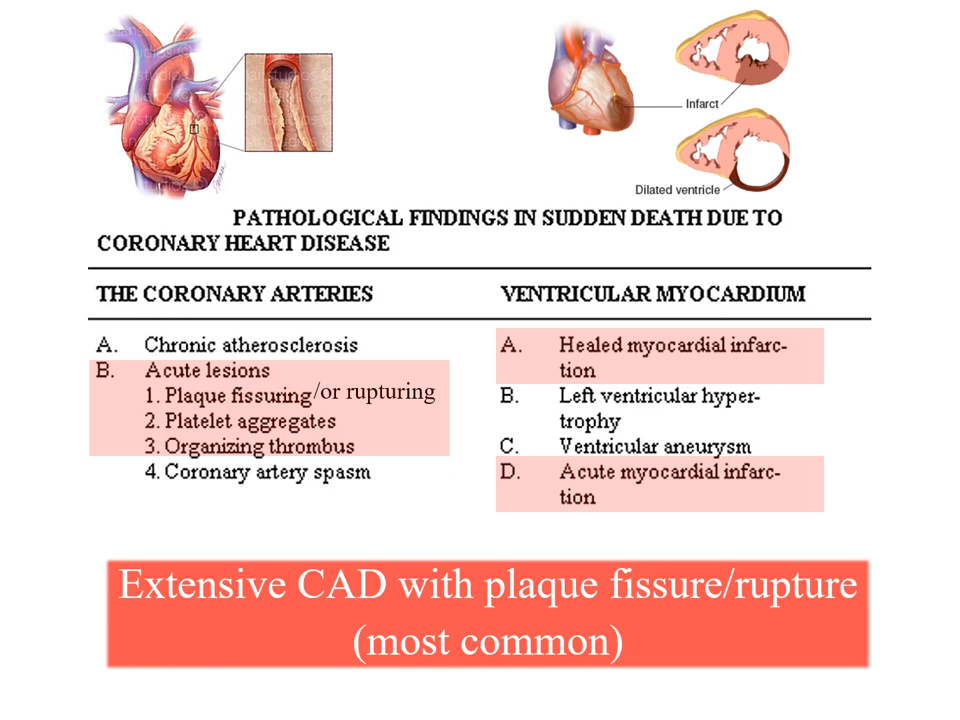 Infarct
Dilated ventricle
PATHOLOGICAL FINDINGS IN SUDDEN DEATH DUE TO
CORONARY HEART DISEASE
THE CORONARY ARTERIES
A. Chronic atherosclerosis
B. Acute lesions
1. Plaque fissuring/or rupturing
2. Platelet aggregates
3. Organizing thrombus
4. Coronary artery spasm
VENTRICULAR MYOCARDIUM
A. Healed myocardial infarc-
tion
B. Left ventricular hyper-
trophy
C. Ventricular aneurysm
D. Acute myocardial infarc-
tion
Extensive CAD with plaque fissure/rupture
(most common)